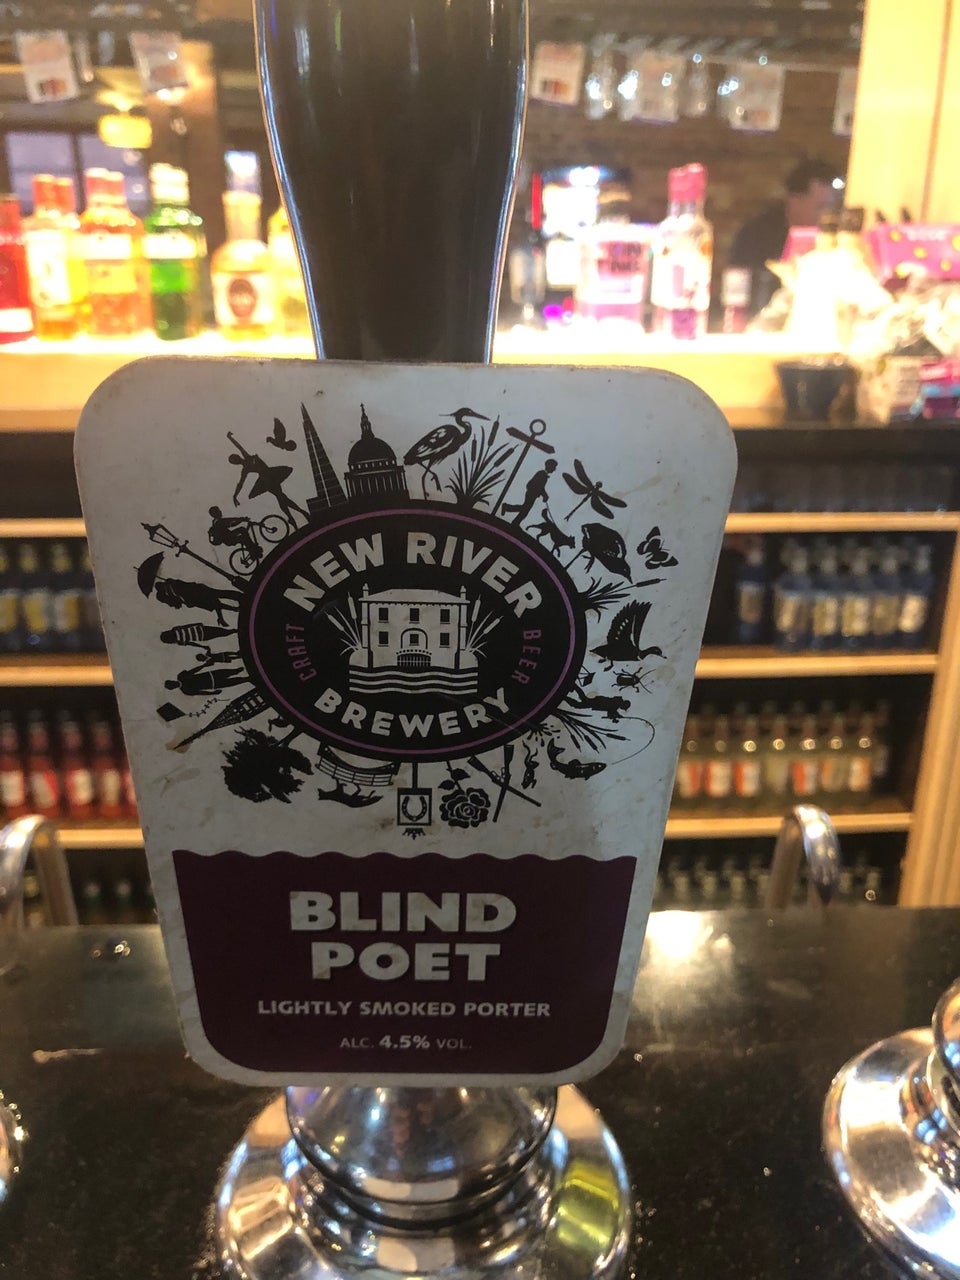 NEW RIVER
CRAFT
BEER
BREWERY
BLIND
POET
LIGHTLY SMOKED PORTER
ALC. 4.5% VOL.